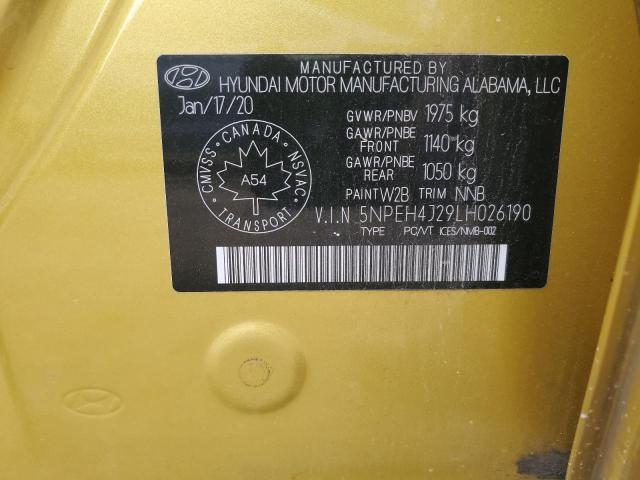 MANUFACTURED BY
HYUNDAI MOTOR MANUFACTURING ALABAMA, LLC
Jan/17/20
GVWR/PNBV 1975 kg
GAWR/PNBE FRONT 1140 kg
GAWR/PNBE REAR 1050 kg
PAINT W2B TRIM NNB
V.I.N 5NPEH4J29LH026190
TYPE PC/VT ICES/NMB-002
CANADA
CMVSS
NSVAC
A54
TRANSPORT